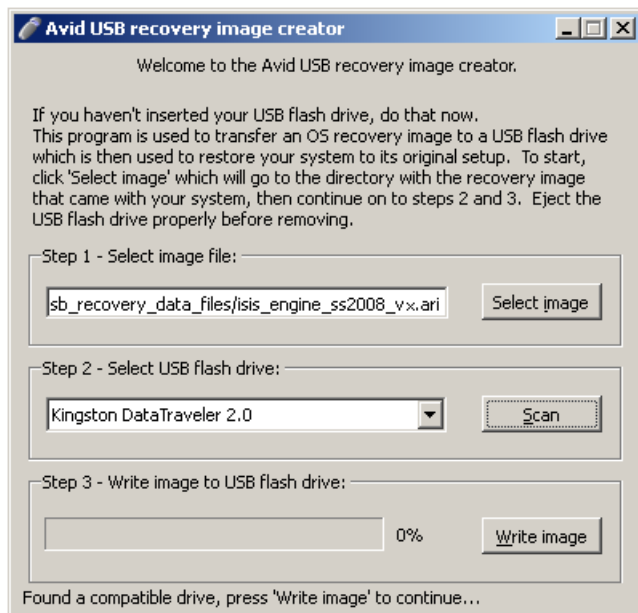 Avid USB recovery image creator
Welcome to the Avid USB recovery image creator.
If you haven't inserted your USB flash drive, do that now.
This program is used to transfer an OS recovery image to a USB flash drive
which is then used to restore your system to its original setup.  To start,
click 'Select image' which will go to the directory with the recovery image
that came with your system, then continue on to steps 2 and 3.  Eject the
USB flash drive properly before removing.
Step 1 - Select image file:
sb_recovery_data_files/isis_engine_ss2008_vx.ari
Select image
Step 2 - Select USB flash drive:
Kingston DataTraveler 2.0
Scan
Step 3 - Write image to USB flash drive:
0%
Write image
Found a compatible drive, press 'Write image' to continue...